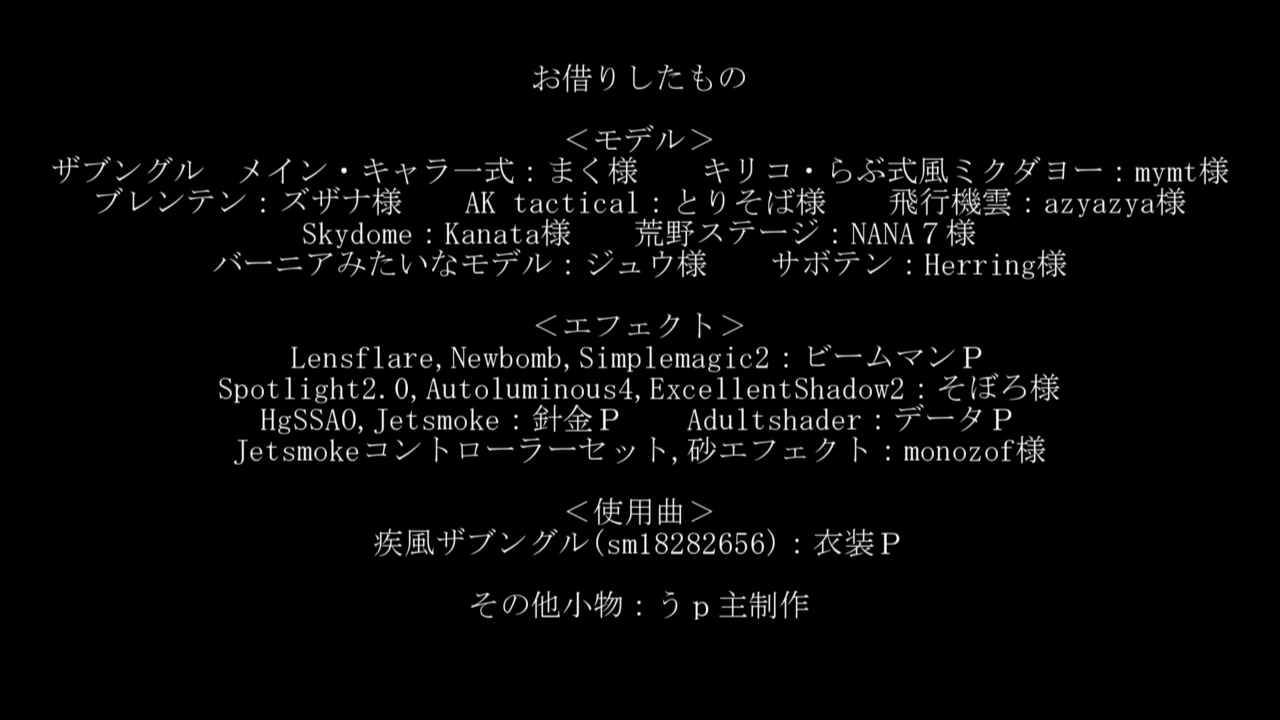 お借りしたもの
＜モデル＞
ザブングル　メイン・キャラ一式：まく様　　キリコ・らぶ式風ミクダヨー：mymt様
ブレンテン：ズザナ様　　AK tactical：とりそば様　　飛行機雲：azyazya様
Skydome：Kanata様　　荒野ステージ：NANA７様
バーニアみたいなモデル：ジュウ様　　サボテン：Herring様
＜エフェクト＞
Lensflare,Newbomb,Simplemagic2：ビームマンＰ
Spotlight2.0,Autoluminous4,ExcellentShadow2：そぼろ様
HgSSAO,Jetsmoke：針金Ｐ　　Adultshader：データＰ
Jetsmokeコントローラーセット,砂エフェクト：monozof様
＜使用曲＞
疾風ザブングル(sm18282656)：衣装Ｐ
その他小物：うｐ主制作